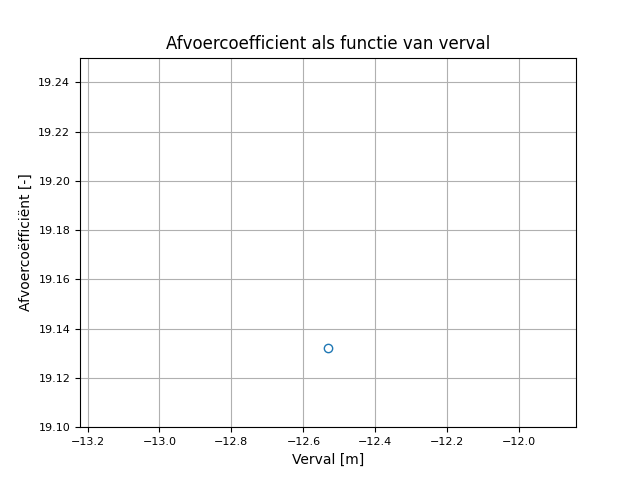 Afvoercoefficient als functie van verval
19.24
19.22
19.20
19.18
19.16
19.14
19.12
19.10
Afvoercoëfficiënt [-]
−13.2 −13.0 −12.8 −12.6 −12.4 −12.2 −12.0
Verval [m]